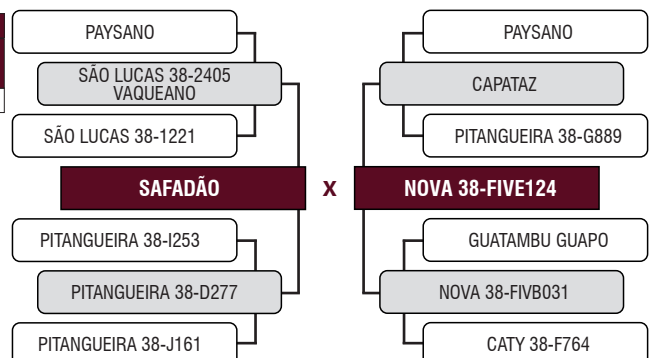 PAYSANO
SÃO LUCAS 38-2405
VAQUEANO
SÃO LUCAS 38-1221
SAFADÃO
PITANGUEIRA 38-I253
PITANGUEIRA 38-D277
PITANGUEIRA 38-J161
X
PAYSANO
CAPATAZ
PITANGUEIRA 38-G889
NOVA 38-FIVE124
GUATAMBU GUAPO
NOVA 38-FIVB031
CATY 38-F764